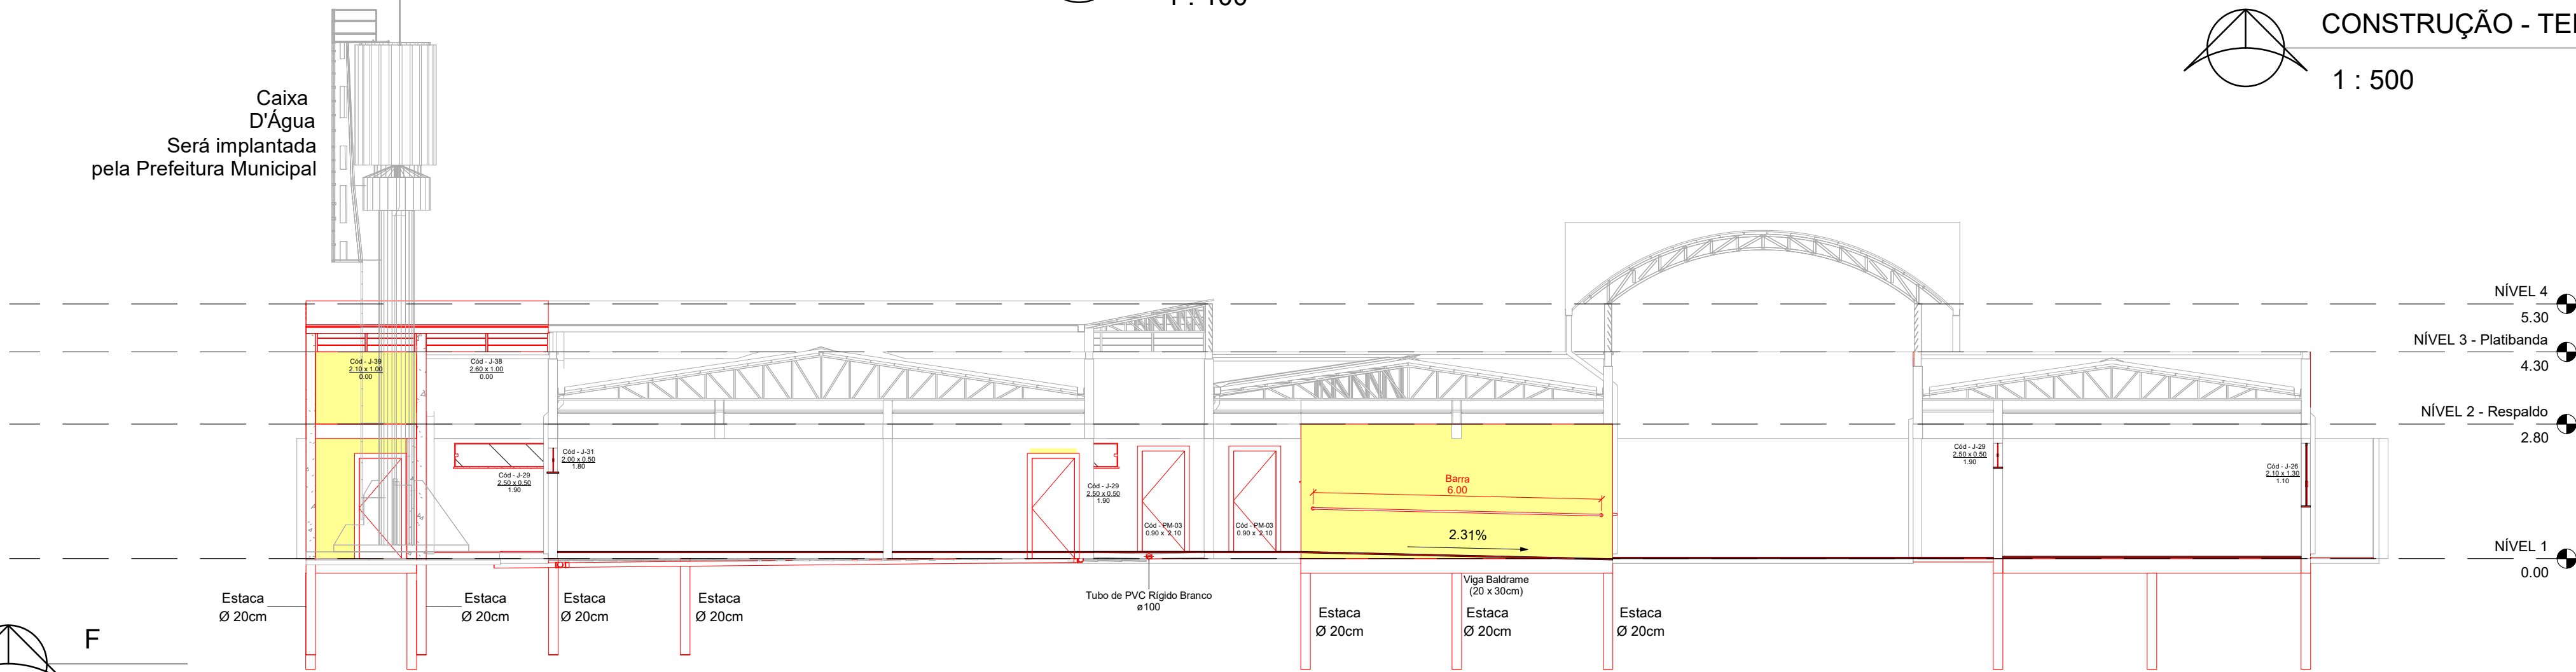 1 : 100
CONSTRUÇÃO - TE
1 : 500
Caixa
D'Água
Será implantada
pela Prefeitura Municipal
NÍVEL 4
5.30
NÍVEL 3 - Platibanda
4.30
NÍVEL 2 - Respaldo
2.80
NÍVEL 1
0.00
Cód - J-39
2.10 x 1.00
0.00
Cód - J-38
2.60 x 1.00
0.00
Cód - J-31
2.00 x 0.50
1.80
Cód - J-29
2.50 x 0.50
1.90
Cód - J-29
2.50 x 0.50
1.90
Cód - PM-03
0.90 x 2.10
Cód - PM-03
0.90 x 2.10
Barra
6.00
2.31%
Cód - J-29
2.50 x 0.50
1.90
Cód - J-26
2.10 x 1.30
1.10
Estaca
Ø 20cm
Estaca
Ø 20cm
Estaca
Ø 20cm
Estaca
Ø 20cm
Tubo de PVC Rígido Branco
ø100
Viga Baldrame
(20 x 30cm)
Estaca
Ø 20cm
Estaca
Ø 20cm
Estaca
Ø 20cm
F